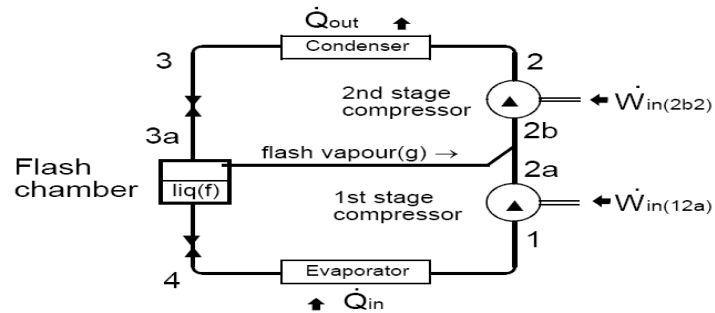 Q̇out
Condenser
3
2
2nd stage
compressor
Ẇin(2b2)
3a
2b
flash vapour(g) →
Flash
chamber
liq(f)
2a
1st stage
compressor
Ẇin(12a)
1
4
Evaporator
Q̇in